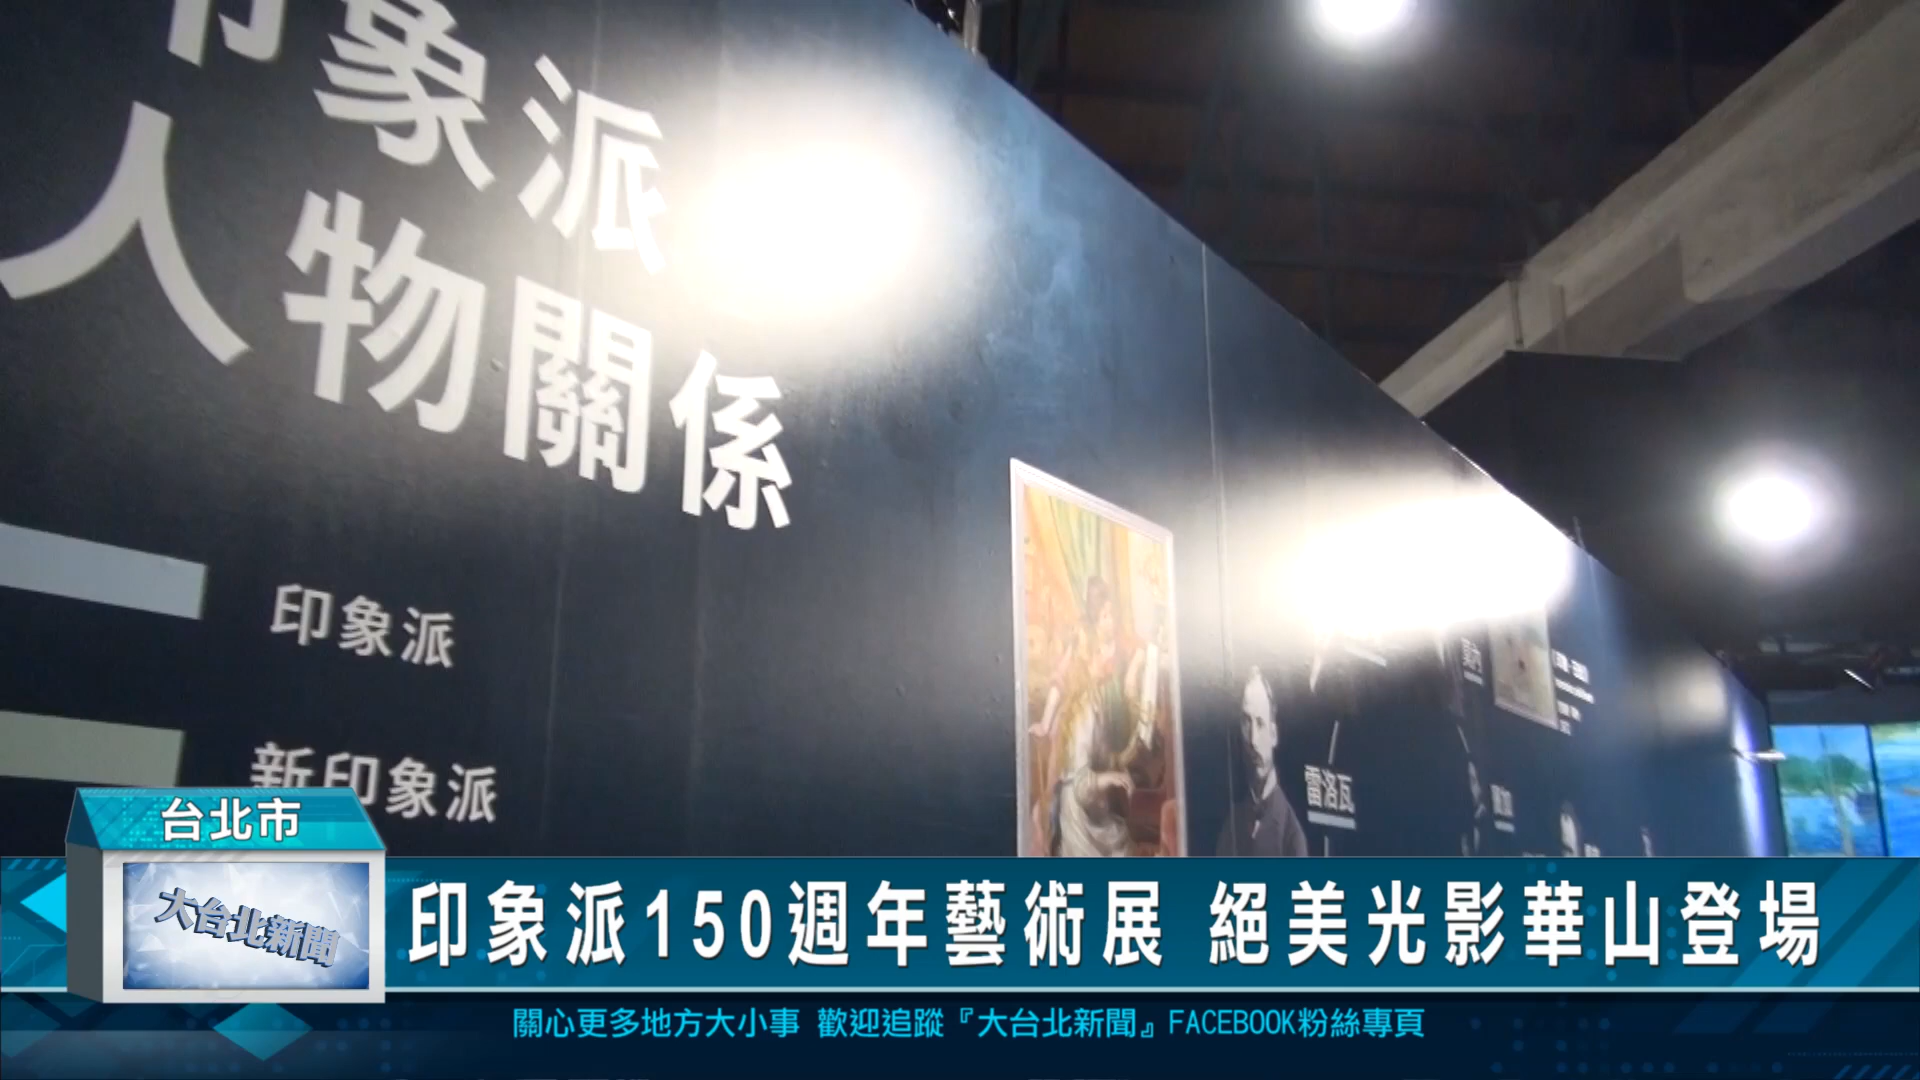 印象派
人物關係
印象派
新印象派
雷洛瓦
竇加
台北市
大台北新聞
印象派150週年藝術展 絕美光影華山登場
關心更多地方大小事 歡迎追蹤『大台北新聞』FACEBOOK粉絲專頁